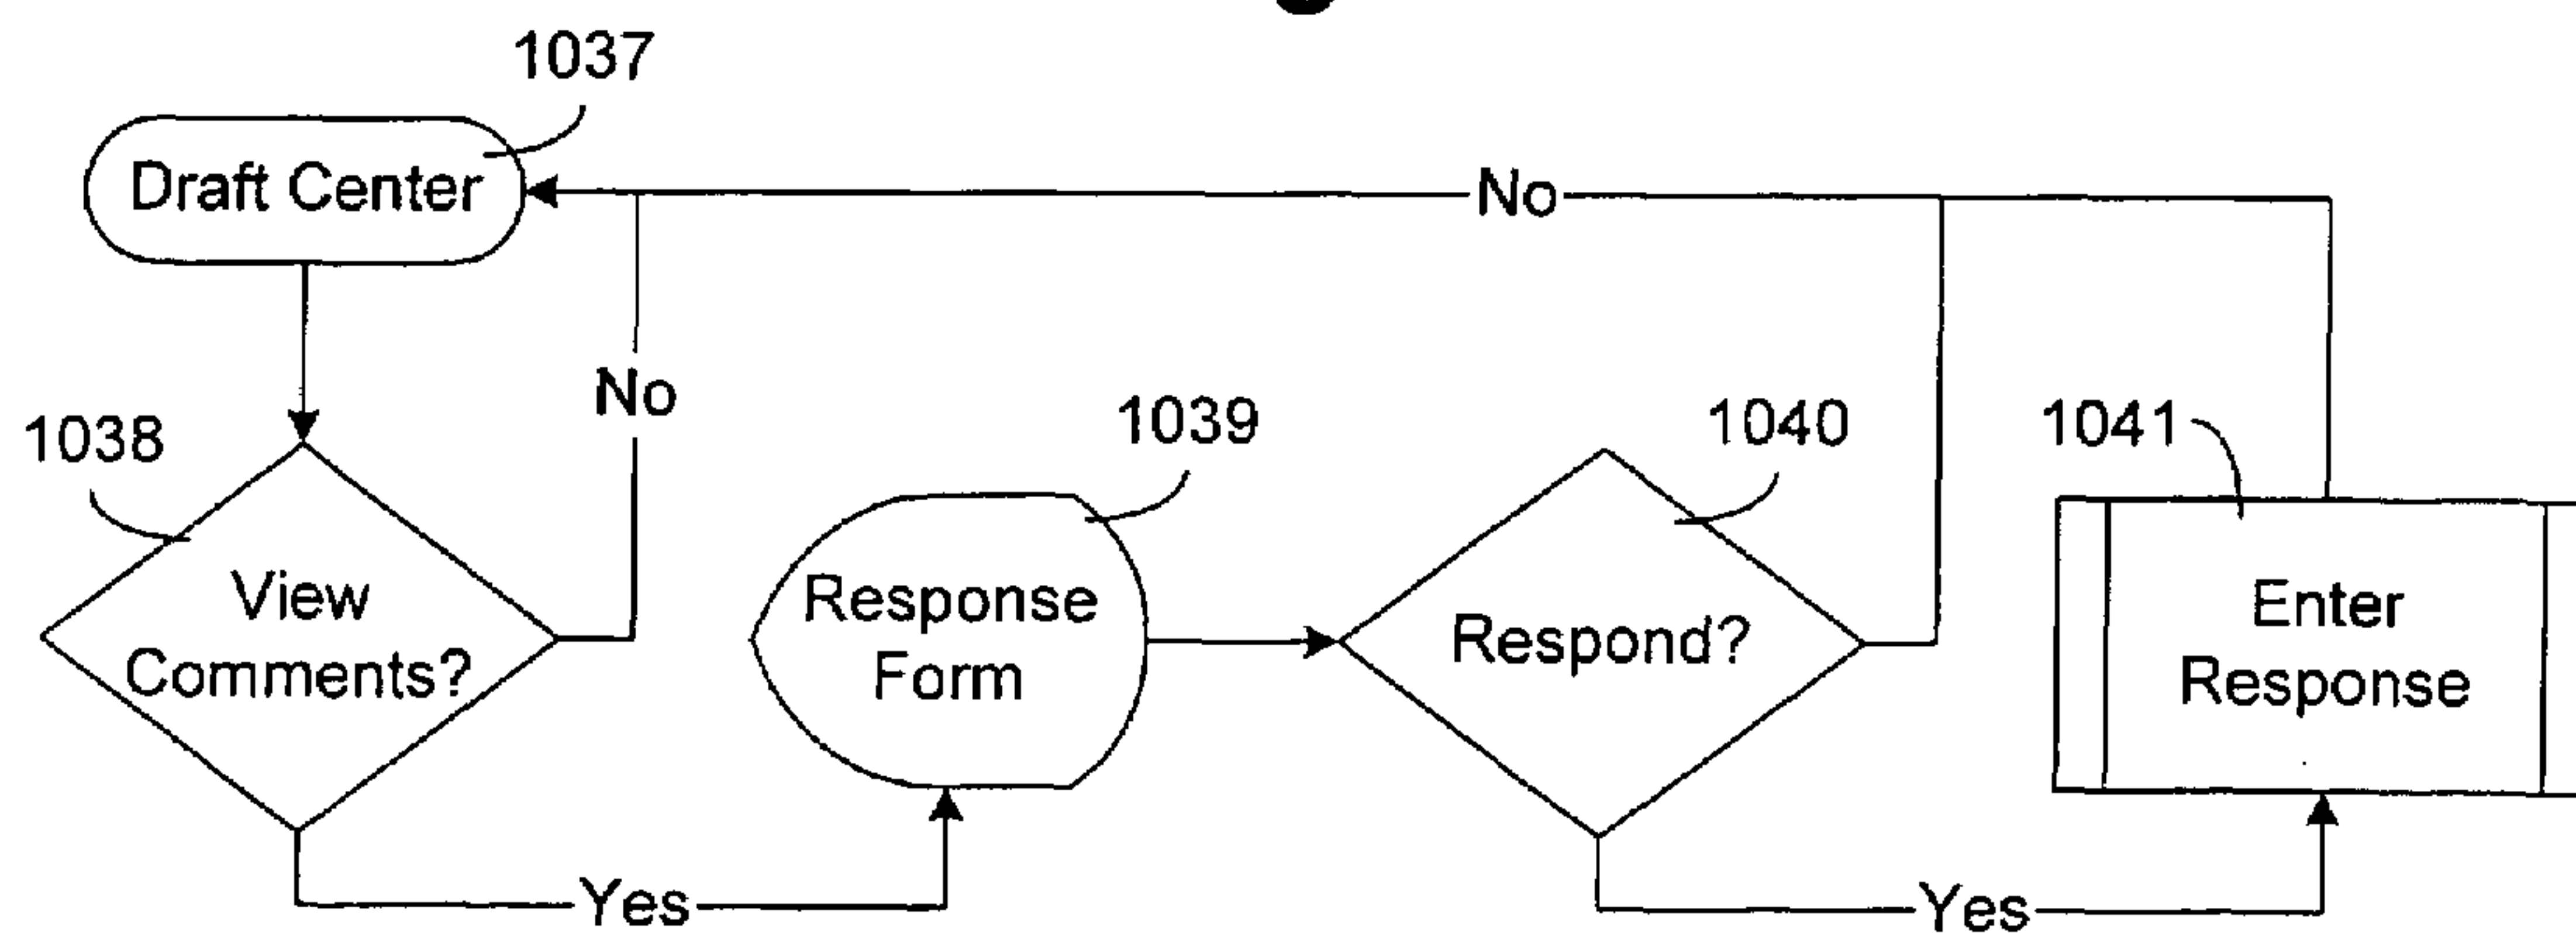 1037
Draft Center
No
No
1038
1039
1040
1041
View
Comments?
Response
Form
Respond?
Enter
Response
Yes
Yes